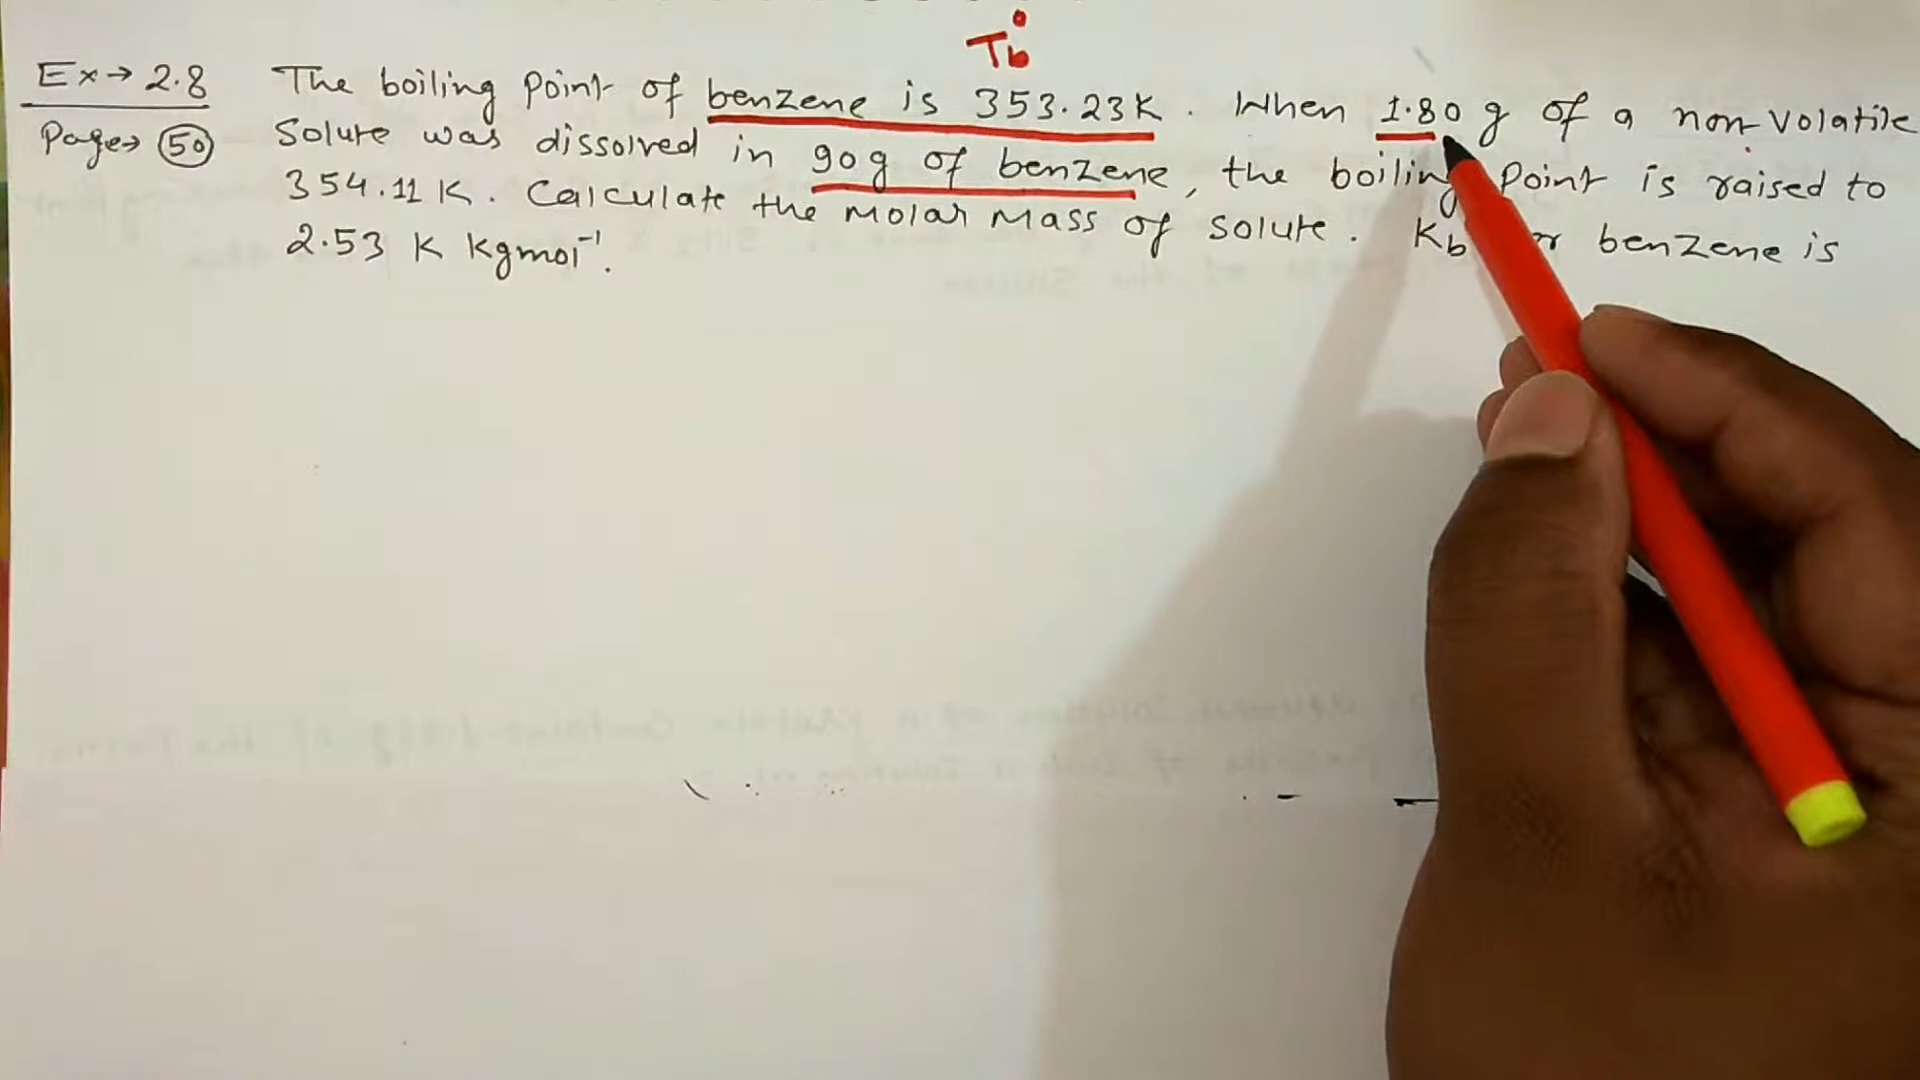 Tb°
Ex→ 2.8 The boiling point of benzene is 353.23K. When 1.80 g of a non-volatile
Page→ 50 Solute was dissolved in 90g of benzene, the boiling point is raised to
354.11 K. Calculate the molar mass of solute. Kb benzene is
2.53 K Kgmol⁻¹.